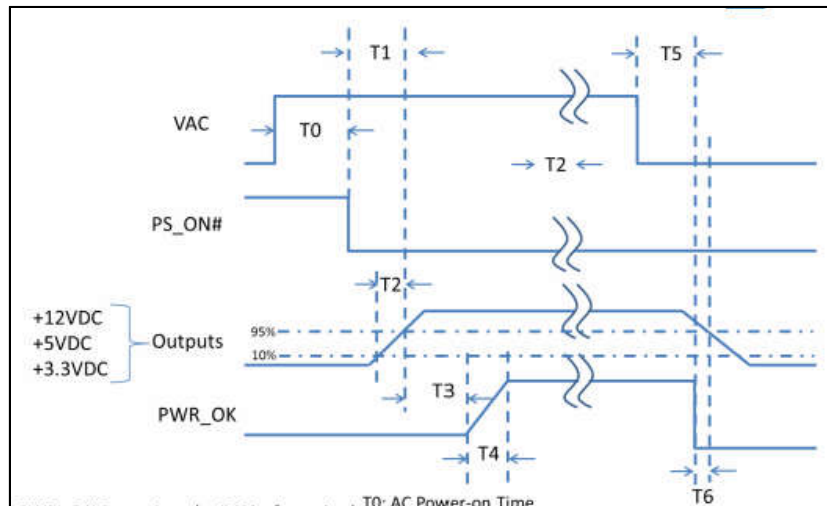 T1
T5
VAC
T0
T2
PS_ON#
T2
+12VDC
+5VDC
+3.3VDC
Outputs
95%
10%
T3
PWR_OK
T4
T6
T0: AC Power-on Time